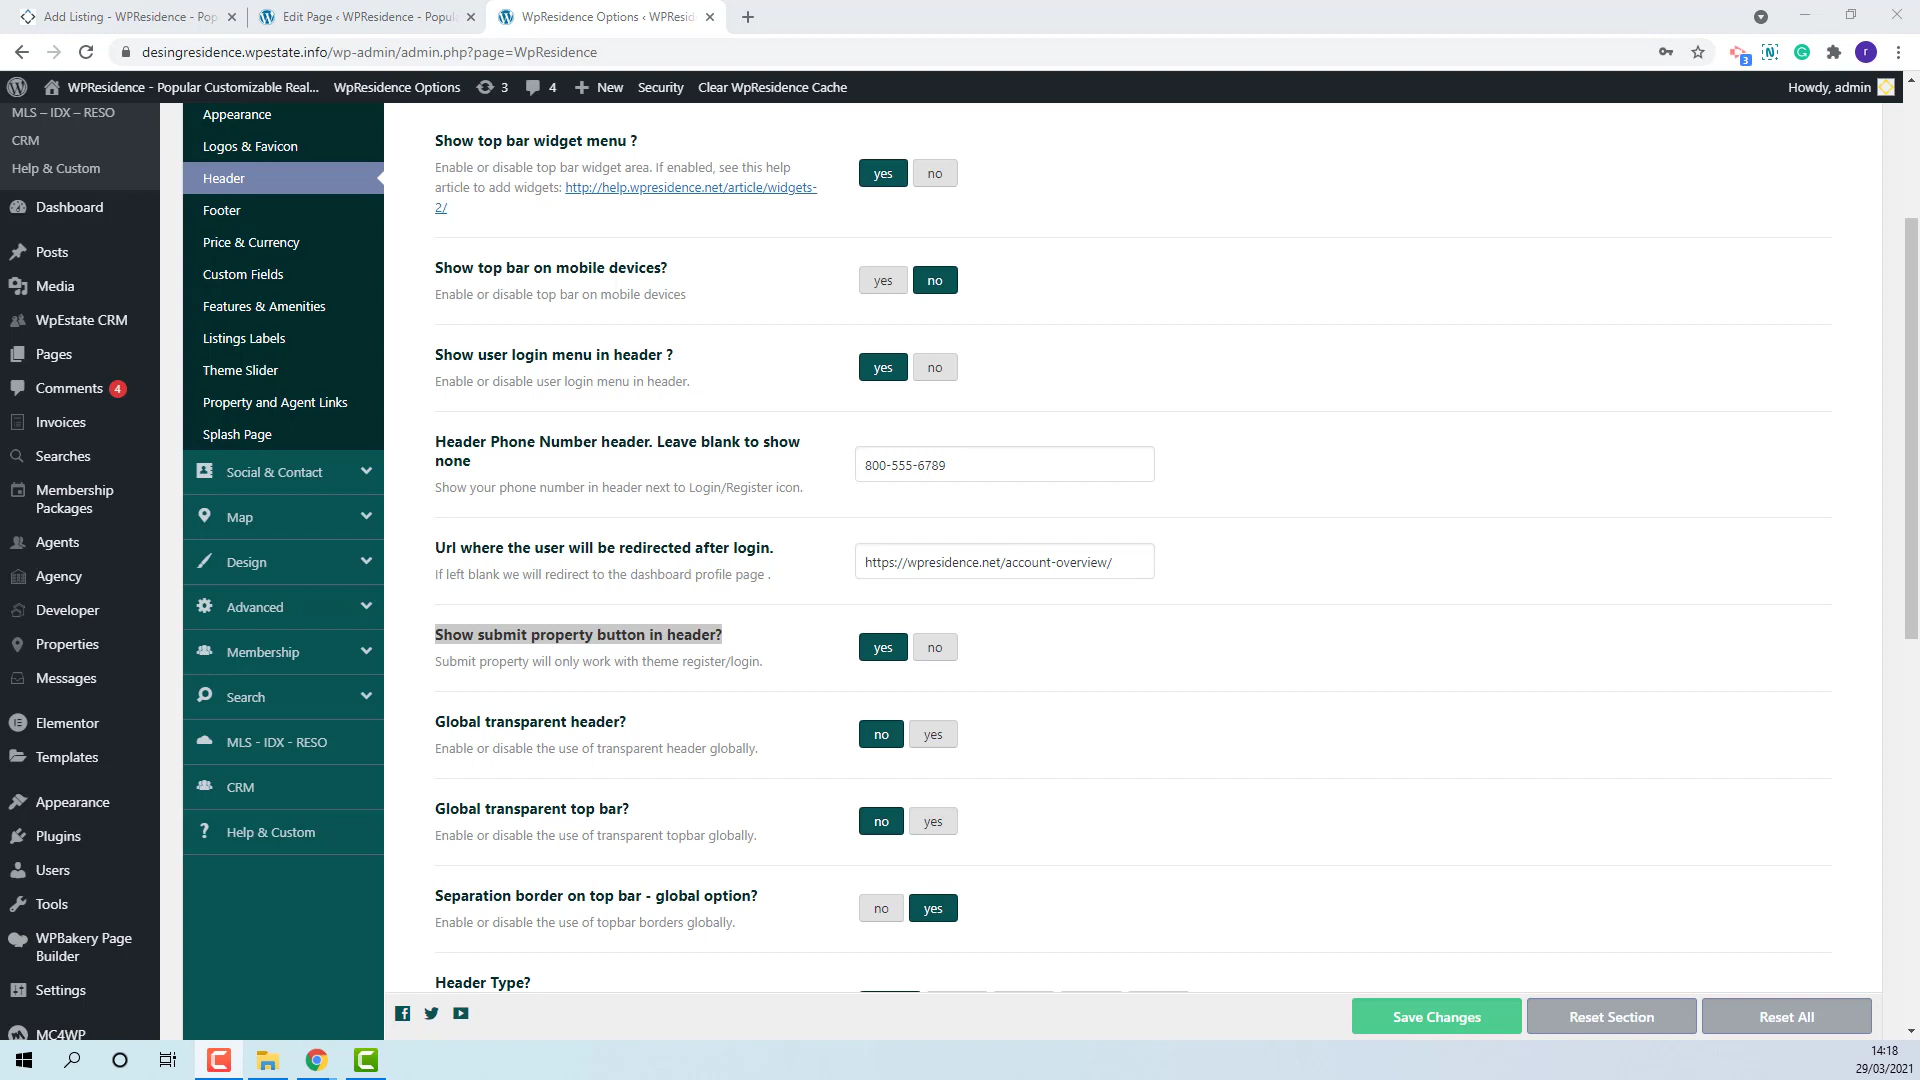 Add Listing - WPResidence - Pop
Edit Page ‹ WPResidence - Popul
WpResidence Options ‹ WPResid
desingresidence.wpestate.info/wp-admin/admin.php?page=WpResidence
3
r
WPResidence - Popular Customizable Real...
WpResidence Options
3
4
New
Security
Clear WpResidence Cache
Howdy, admin
MLS – IDX – RESO
CRM
Help & Custom
Dashboard
Posts
Media
WpEstate CRM
Pages
Comments 4
Invoices
Searches
Membership
Packages
Agents
Agency
Developer
Properties
Messages
Elementor
Templates
Appearance
Plugins
Users
Tools
WPBakery Page
Builder
Settings
MC4WP
Appearance
Logos & Favicon
Header
Footer
Price & Currency
Custom Fields
Features & Amenities
Listings Labels
Theme Slider
Property and Agent Links
Splash Page
Social & Contact
Map
Design
Advanced
Membership
Search
MLS - IDX - RESO
CRM
Help & Custom
Show top bar widget menu ?
Enable or disable top bar widget area. If enabled, see this help
article to add widgets: http://help.wpresidence.net/article/widgets-
2/
yes no
Show top bar on mobile devices?
Enable or disable top bar on mobile devices
yes no
Show user login menu in header ?
Enable or disable user login menu in header.
yes no
Header Phone Number header. Leave blank to show
none
Show your phone number in header next to Login/Register icon.
800-555-6789
Url where the user will be redirected after login.
If left blank we will redirect to the dashboard profile page .
https://wpresidence.net/account-overview/
Show submit property button in header?
Submit property will only work with theme register/login.
yes no
Global transparent header?
Enable or disable the use of transparent header globally.
no yes
Global transparent top bar?
Enable or disable the use of transparent topbar globally.
no yes
Separation border on top bar - global option?
Enable or disable the use of topbar borders globally.
no yes
Header Type?
Save Changes
Reset Section
Reset All
14:18
29/03/2021